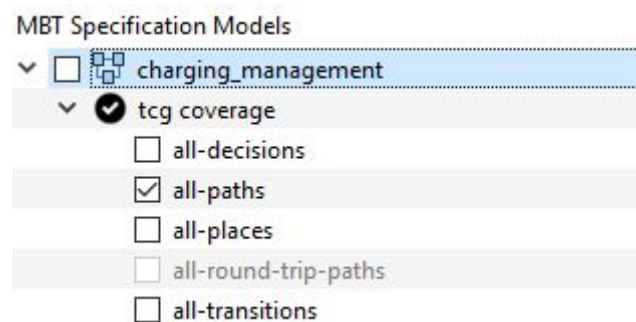 MBT Specification Models
charging_management
tcg coverage
all-decisions
all-paths
all-places
all-round-trip-paths
all-transitions